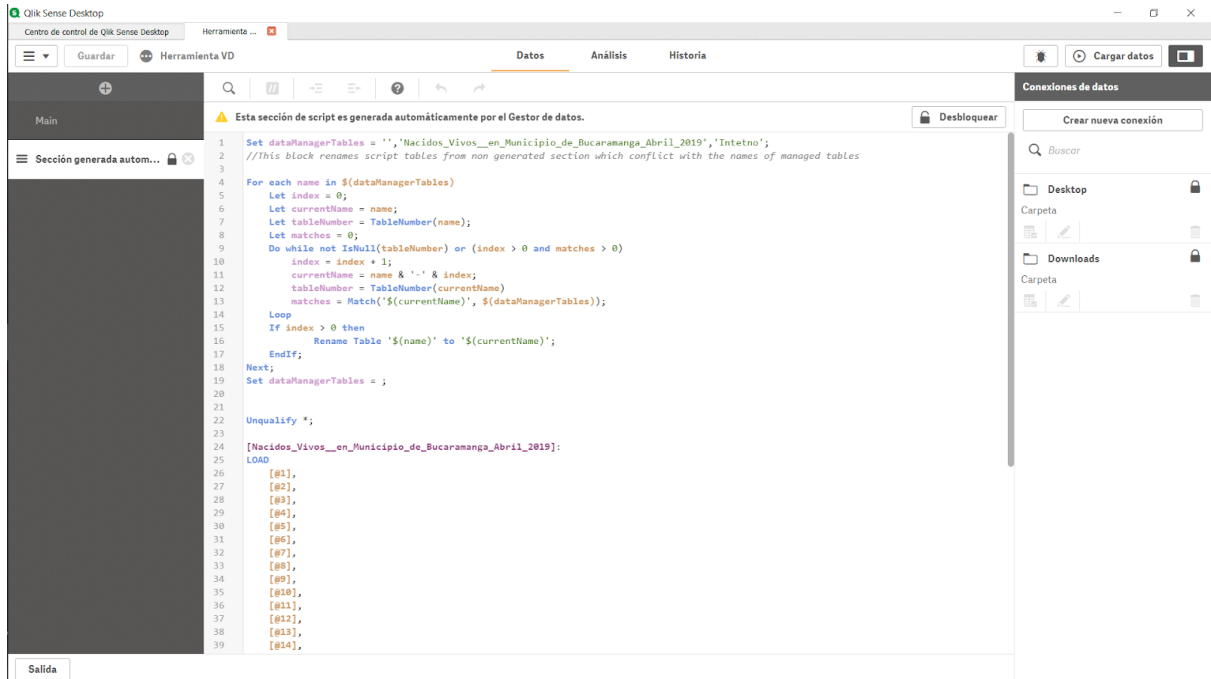 Qlik Sense Desktop
Centro de control de Qlik Sense Desktop
Herramienta ...
Guardar
Herramienta VD
Datos
Análisis
Historia
Cargar datos
Main
Sección generada autom...
Esta sección de script es generada automáticamente por el Gestor de datos.
Desbloquear
1 Set dataManagerTables = '','Nacidos_Vivos__en_Municipio_de_Bucaramanga_Abril_2019','Intetno';
2 //This block renames script tables from non generated section which conflict with the names of managed tables
3
4 For each name in $(dataManagerTables)
5 Let index = 0;
6 Let currentName = name;
7 Let tableNumber = TableNumber(name);
8 Let matches = 0;
9 Do while not IsNull(tableNumber) or (index > 0 and matches > 0)
10 index = index + 1;
11 currentName = name & '-' & index;
12 tableNumber = TableNumber(currentName)
13 matches = Match('$(currentName)', $(dataManagerTables));
14 Loop
15 If index > 0 then
16 Rename Table '$(name)' to '$(currentName)';
17 EndIf;
18 Next;
19 Set dataManagerTables = ;
20
21
22 Unqualify *;
23
24 [Nacidos_Vivos__en_Municipio_de_Bucaramanga_Abril_2019]:
25 LOAD
26 [@1],
27 [@2],
28 [@3],
29 [@4],
30 [@5],
31 [@6],
32 [@7],
33 [@8],
34 [@9],
35 [@10],
36 [@11],
37 [@12],
38 [@13],
39 [@14],
Conexiones de datos
Crear nueva conexión
Buscar
Desktop
Carpeta
Downloads
Carpeta
Salida